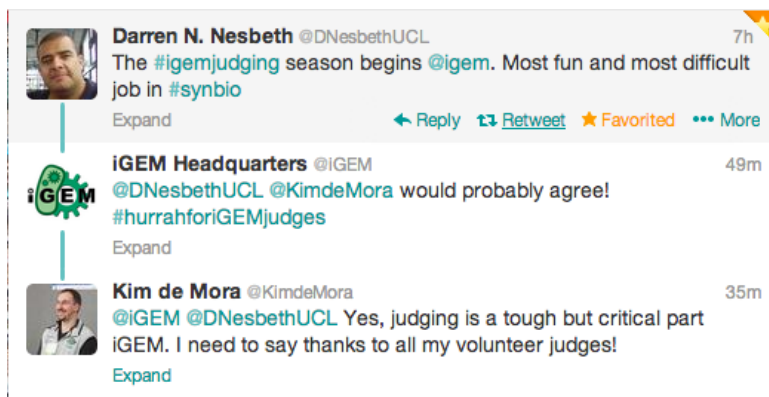 Darren N. Nesbeth @DNesbethUCL 7h
The #igemjudging season begins @igem. Most fun and most difficult
job in #synbio
Expand Reply Retweet Favorited More
iGEM Headquarters @iGEM 49m
iGEM
@DNesbethUCL @KimdeMora would probably agree!
#hurrahforiGEMjudges
Expand
Kim de Mora @KimdeMora 35m
@iGEM @DNesbethUCL Yes, judging is a tough but critical part
iGEM. I need to say thanks to all my volunteer judges!
Expand